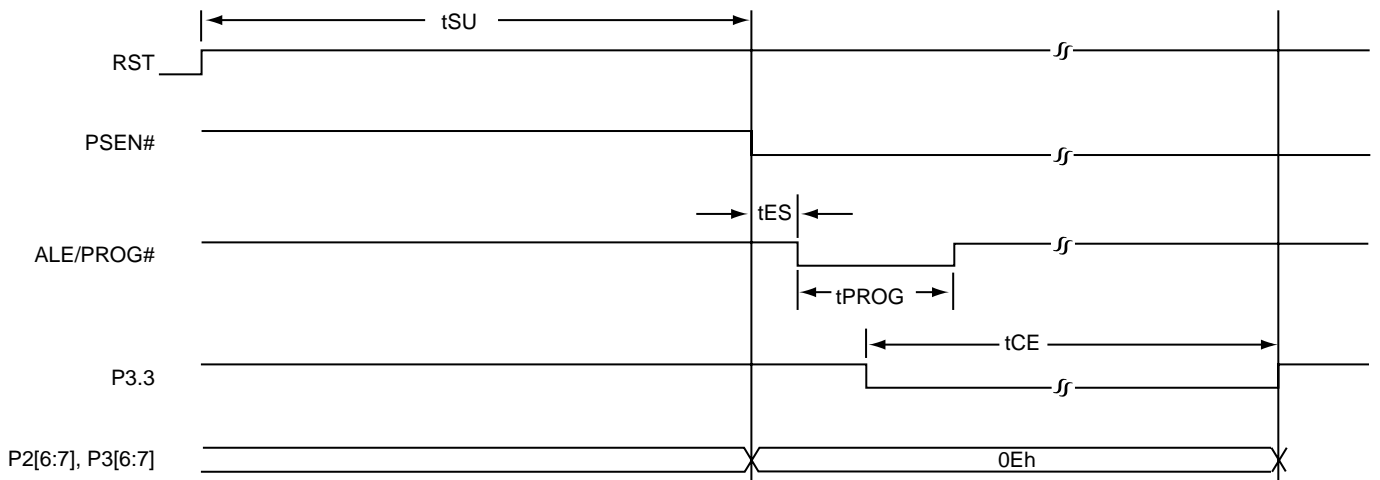 tSU
RST
PSEN#
tES
ALE/PROG#
tPROG
tCE
P3.3
P2[6:7], P3[6:7]
0Eh